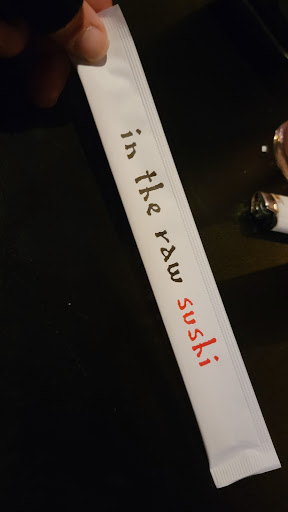 in the raw sushi